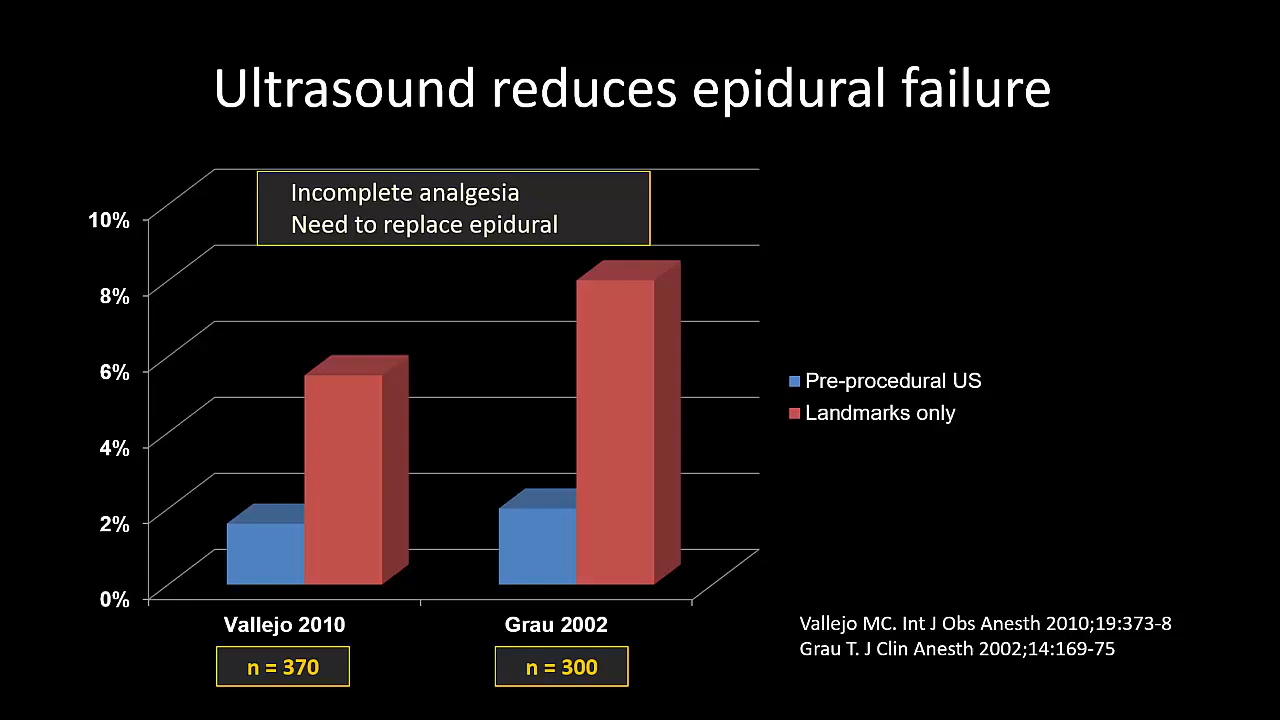 Ultrasound reduces epidural failure
Incomplete analgesia
Need to replace epidural
10%
8%
6%
4%
2%
0%
Pre-procedural US
Landmarks only
Vallejo 2010
Grau 2002
n = 370
n = 300
Vallejo MC. Int J Obs Anesth 2010;19:373-8
Grau T. J Clin Anesth 2002;14:169-75